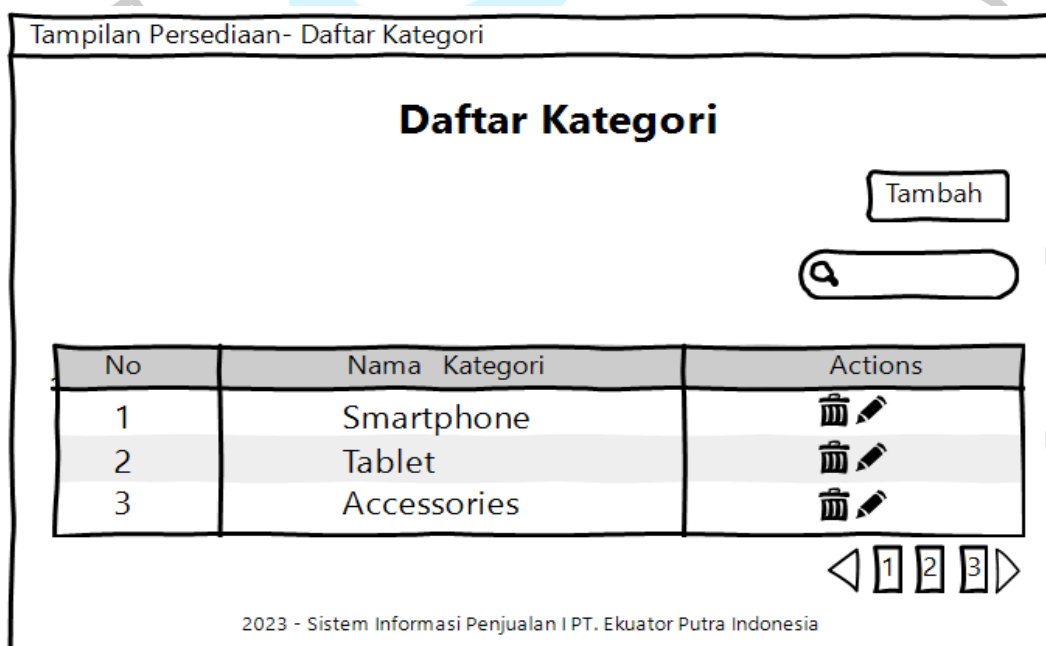 Tampilan Persediaan- Daftar Kategori
Daftar Kategori
Tambah
No Nama Kategori Actions
1 Smartphone
2 Tablet
3 Accessories
1 2 3
2023 - Sistem Informasi Penjualan I PT. Ekuator Putra Indonesia